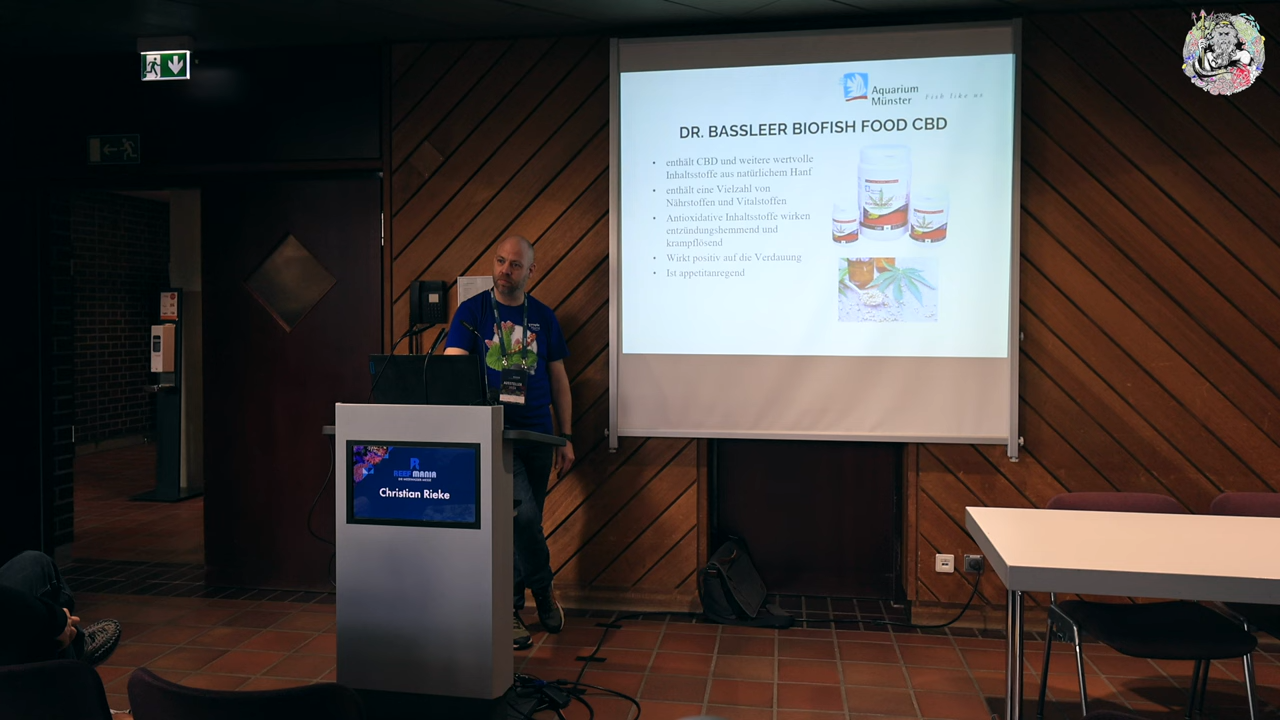 Aquarium
Münster
fish like us
DR. BASSLEER BIOFISH FOOD CBD
• enthält CBD und weitere wertvolle
Inhaltsstoffe aus natürlichem Hanf
• enthält eine Vielzahl von
Nährstoffen und Vitalstoffen
• Antioxidative Inhaltsstoffe wirken
entzündungshemmend und
krampflösend
• Wirkt positiv auf die Verdauung
• Ist appetitanregend
REEF MANIA
Christian Rieke